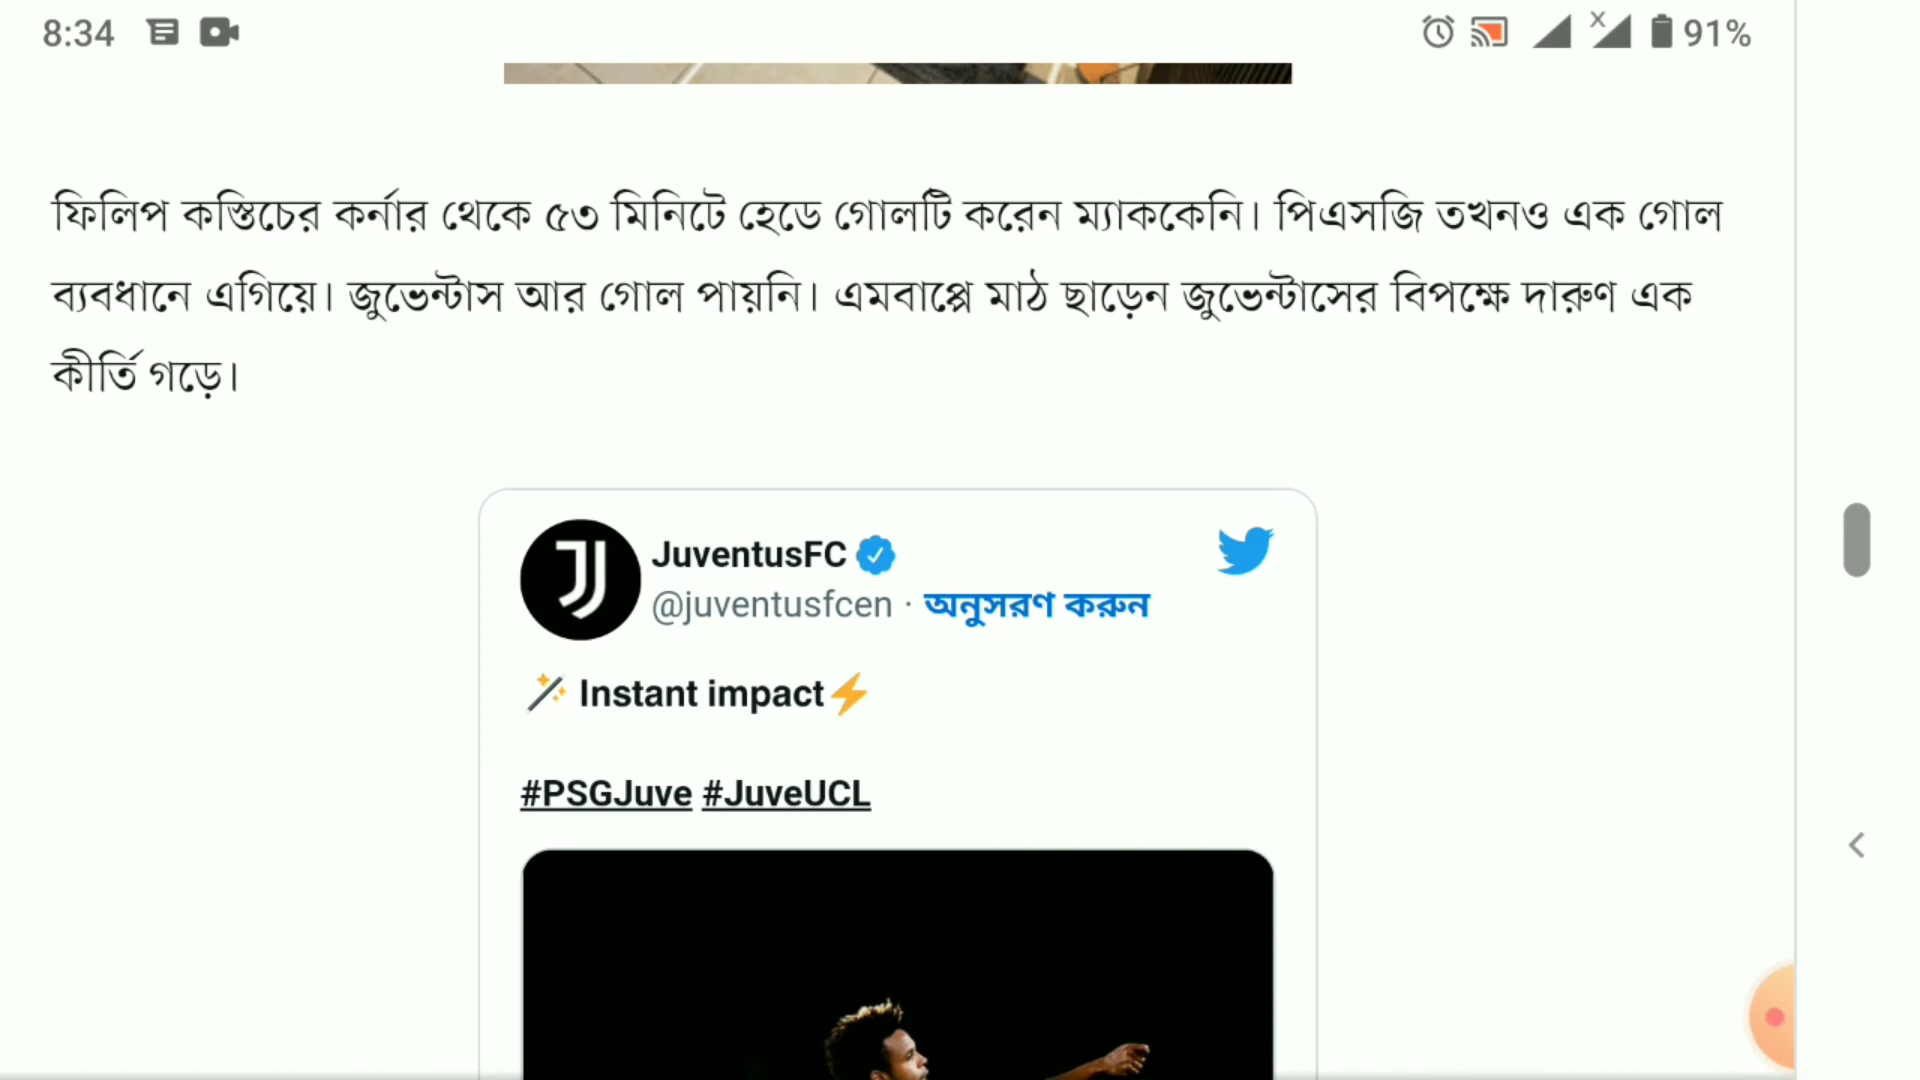 8:34
91%
ফিলিপ কস্তিচের কর্নার থেকে ৫৩ মিনিটে হেডে গোলটি করেন ম্যাককেনি। পিএসজি তখনও এক গোল
ব্যবধানে এগিয়ে। জুভেন্টাস আর গোল পায়নি। এমবাপ্পে মাঠ ছাড়েন জুভেন্টাসের বিপক্ষে দারুণ এক
কীর্তি গড়ে।
JuventusFC
@juventusfcen · অনুসরণ করুন
🪄 Instant impact⚡
#PSGJuve #JuveUCL